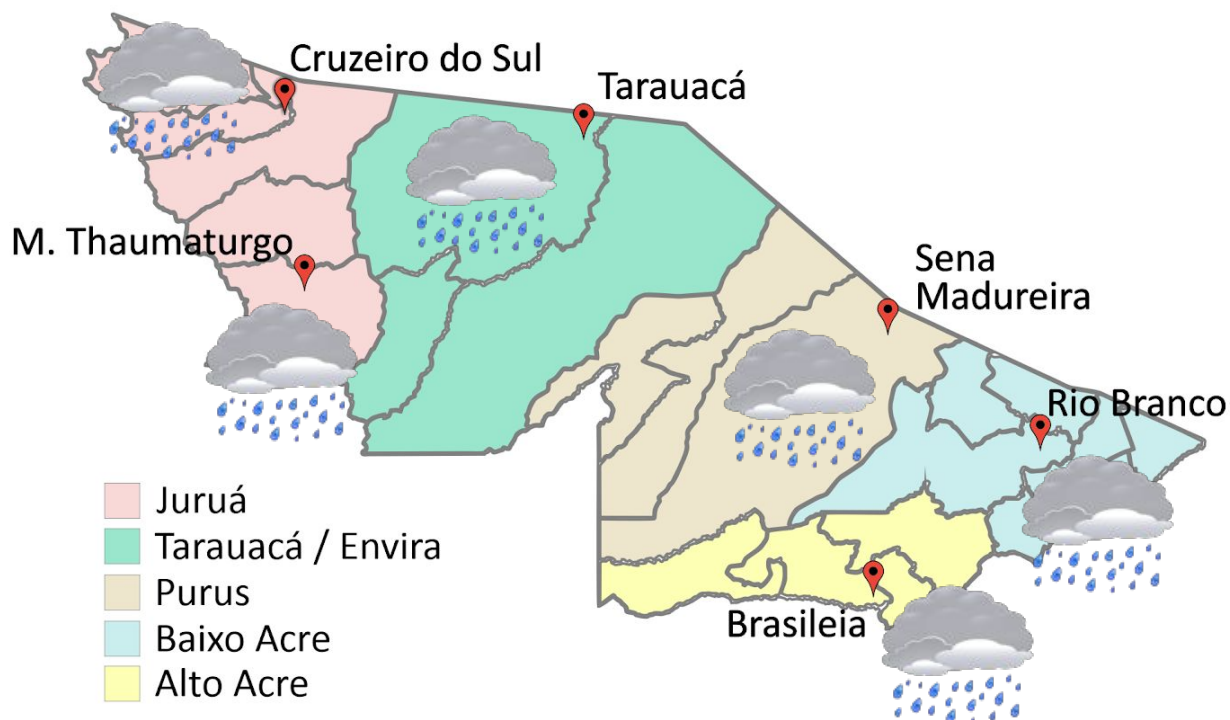 Cruzeiro do Sul
Tarauacá
M. Thaumaturgo
Sena
Madureira
Rio Branco
Brasileia
Juruá
Tarauacá / Envira
Purus
Baixo Acre
Alto Acre